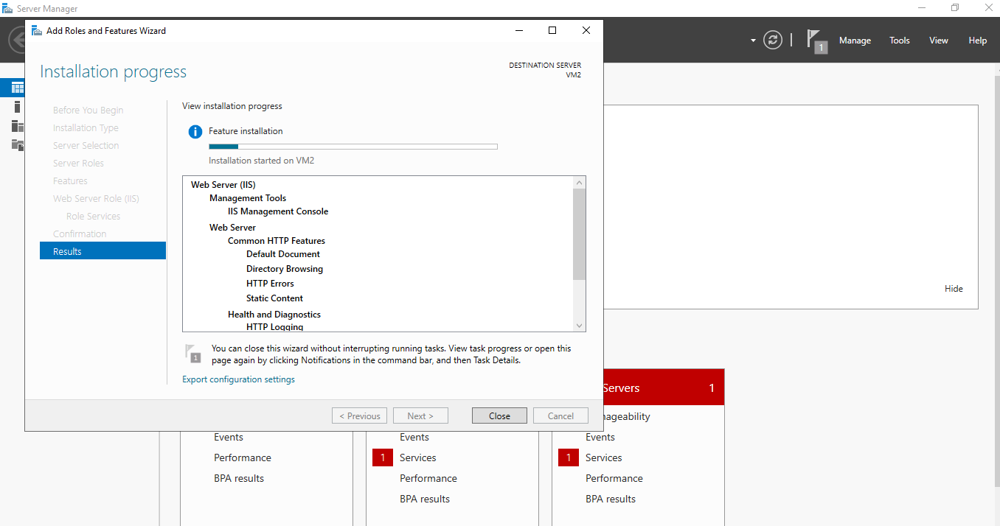 Server Manager
Add Roles and Features Wizard
1
Manage
Tools
View
Help
Installation progress
DESTINATION SERVER
VM2
Before You Begin
Installation Type
Server Selection
Server Roles
Features
Web Server Role (IIS)
Role Services
Confirmation
Results
View installation progress
Feature installation
Installation started on VM2
Web Server (IIS)
Management Tools
IIS Management Console
Web Server
Common HTTP Features
Default Document
Directory Browsing
HTTP Errors
Static Content
Health and Diagnostics
HTTP Logging
1
You can close this wizard without interrupting running tasks. View task progress or open this
page again by clicking Notifications in the command bar, and then Task Details.
Export configuration settings
< Previous
Next >
Close
Cancel
Hide
Events
Performance
BPA results
Events
1 Services
Performance
BPA results
Servers 1
nageability
Events
1 Services
Performance
BPA results